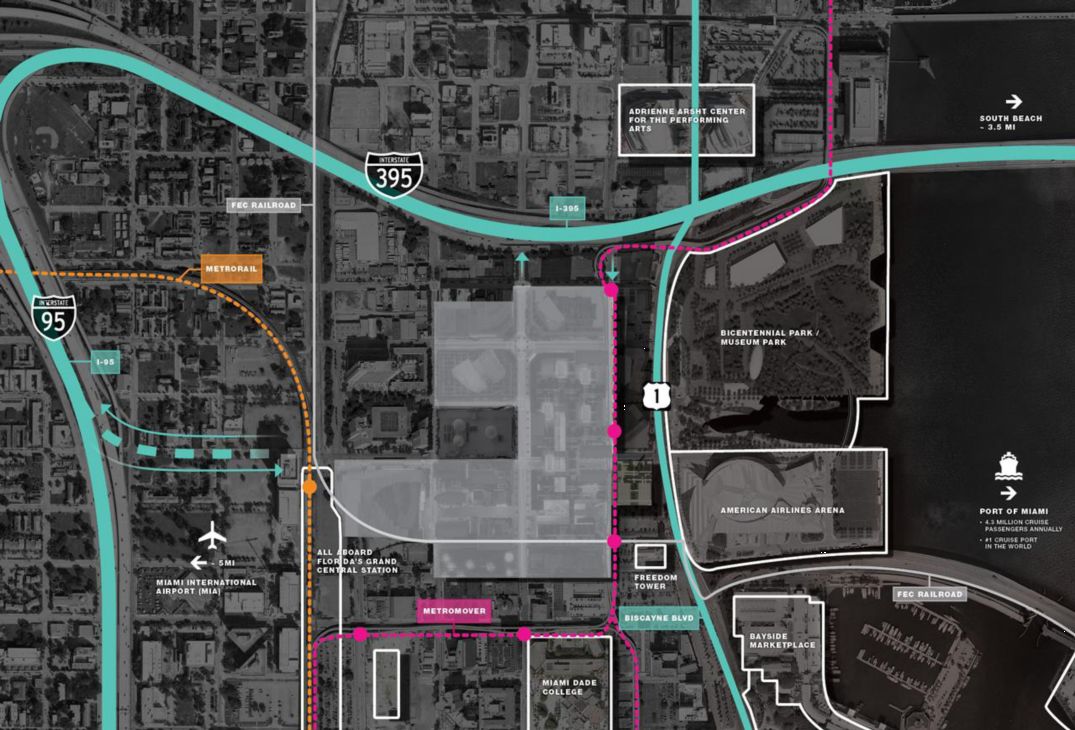 ADRIENNE ARSHT CENTER
FOR THE PERFORMING
ARTS
SOUTH BEACH
~ 3.5 MI
INTERSTATE
395
FEC RAILROAD
I-395
METRORAIL
INTERSTATE
95
I-95
BICENTENNIAL PARK /
MUSEUM PARK
1
AMERICAN AIRLINES ARENA
PORT OF MIAMI
• 4.3 MILLION CRUISE
PASSENGERS ANNUALLY
• #1 CRUISE PORT
IN THE WORLD
~ 5MI
MIAMI INTERNATIONAL
AIRPORT (MIA)
ALL ABOARD
FLORIDA'S GRAND
CENTRAL STATION
FREEDOM
TOWER
FEC RAILROAD
METROMOVER
BISCAYNE BLVD
BAYSIDE
MARKETPLACE
MIAMI DADE
COLLEGE